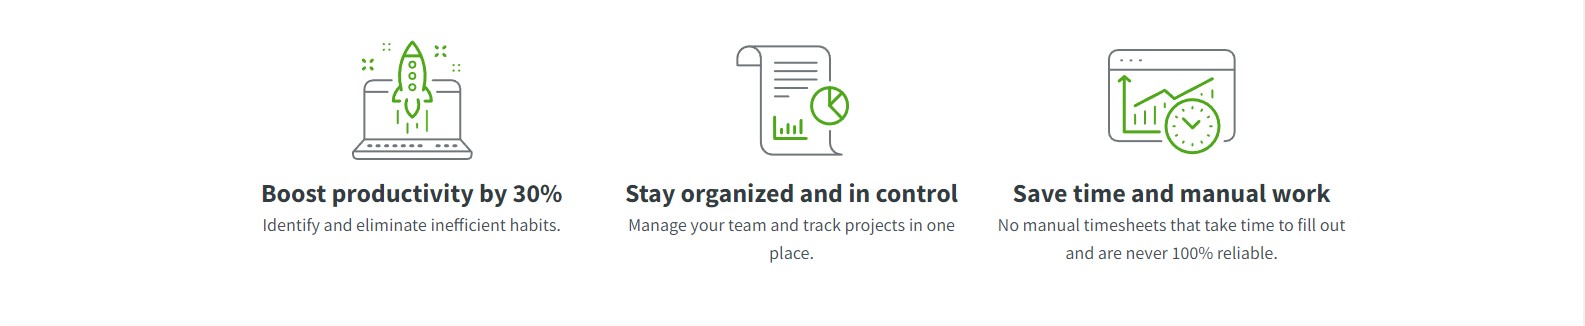 Boost productivity by 30%
Identify and eliminate inefficient habits.
Stay organized and in control
Manage your team and track projects in one
place.
Save time and manual work
No manual timesheets that take time to fill out
and are never 100% reliable.